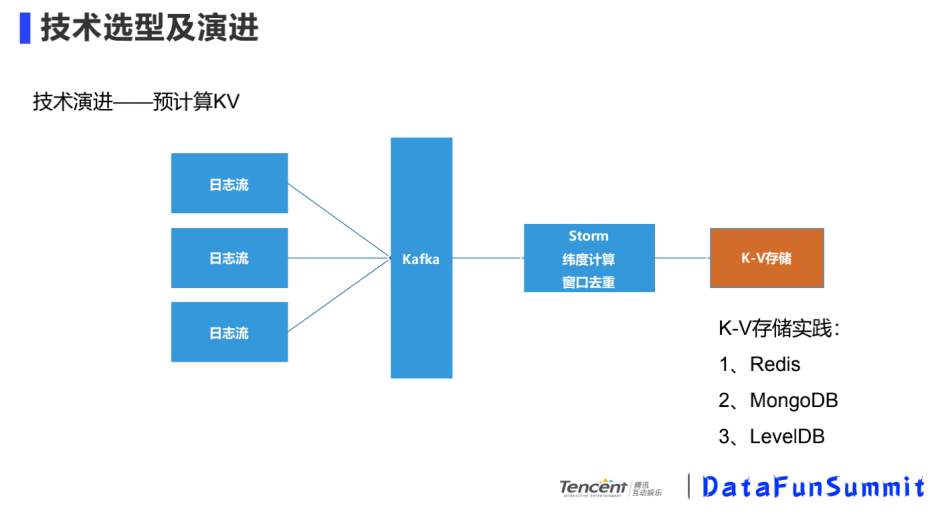 技术选型及演进
技术演进——预计算KV
日志流
日志流
日志流
Kafka
Storm
纬度计算
窗口去重
K-V存储
K-V存储实践：
1、Redis
2、MongoDB
3、LevelDB
Tencent 腾讯
INTERACTIVE ENTERTAINMENT 互动娱乐
DataFunSummit